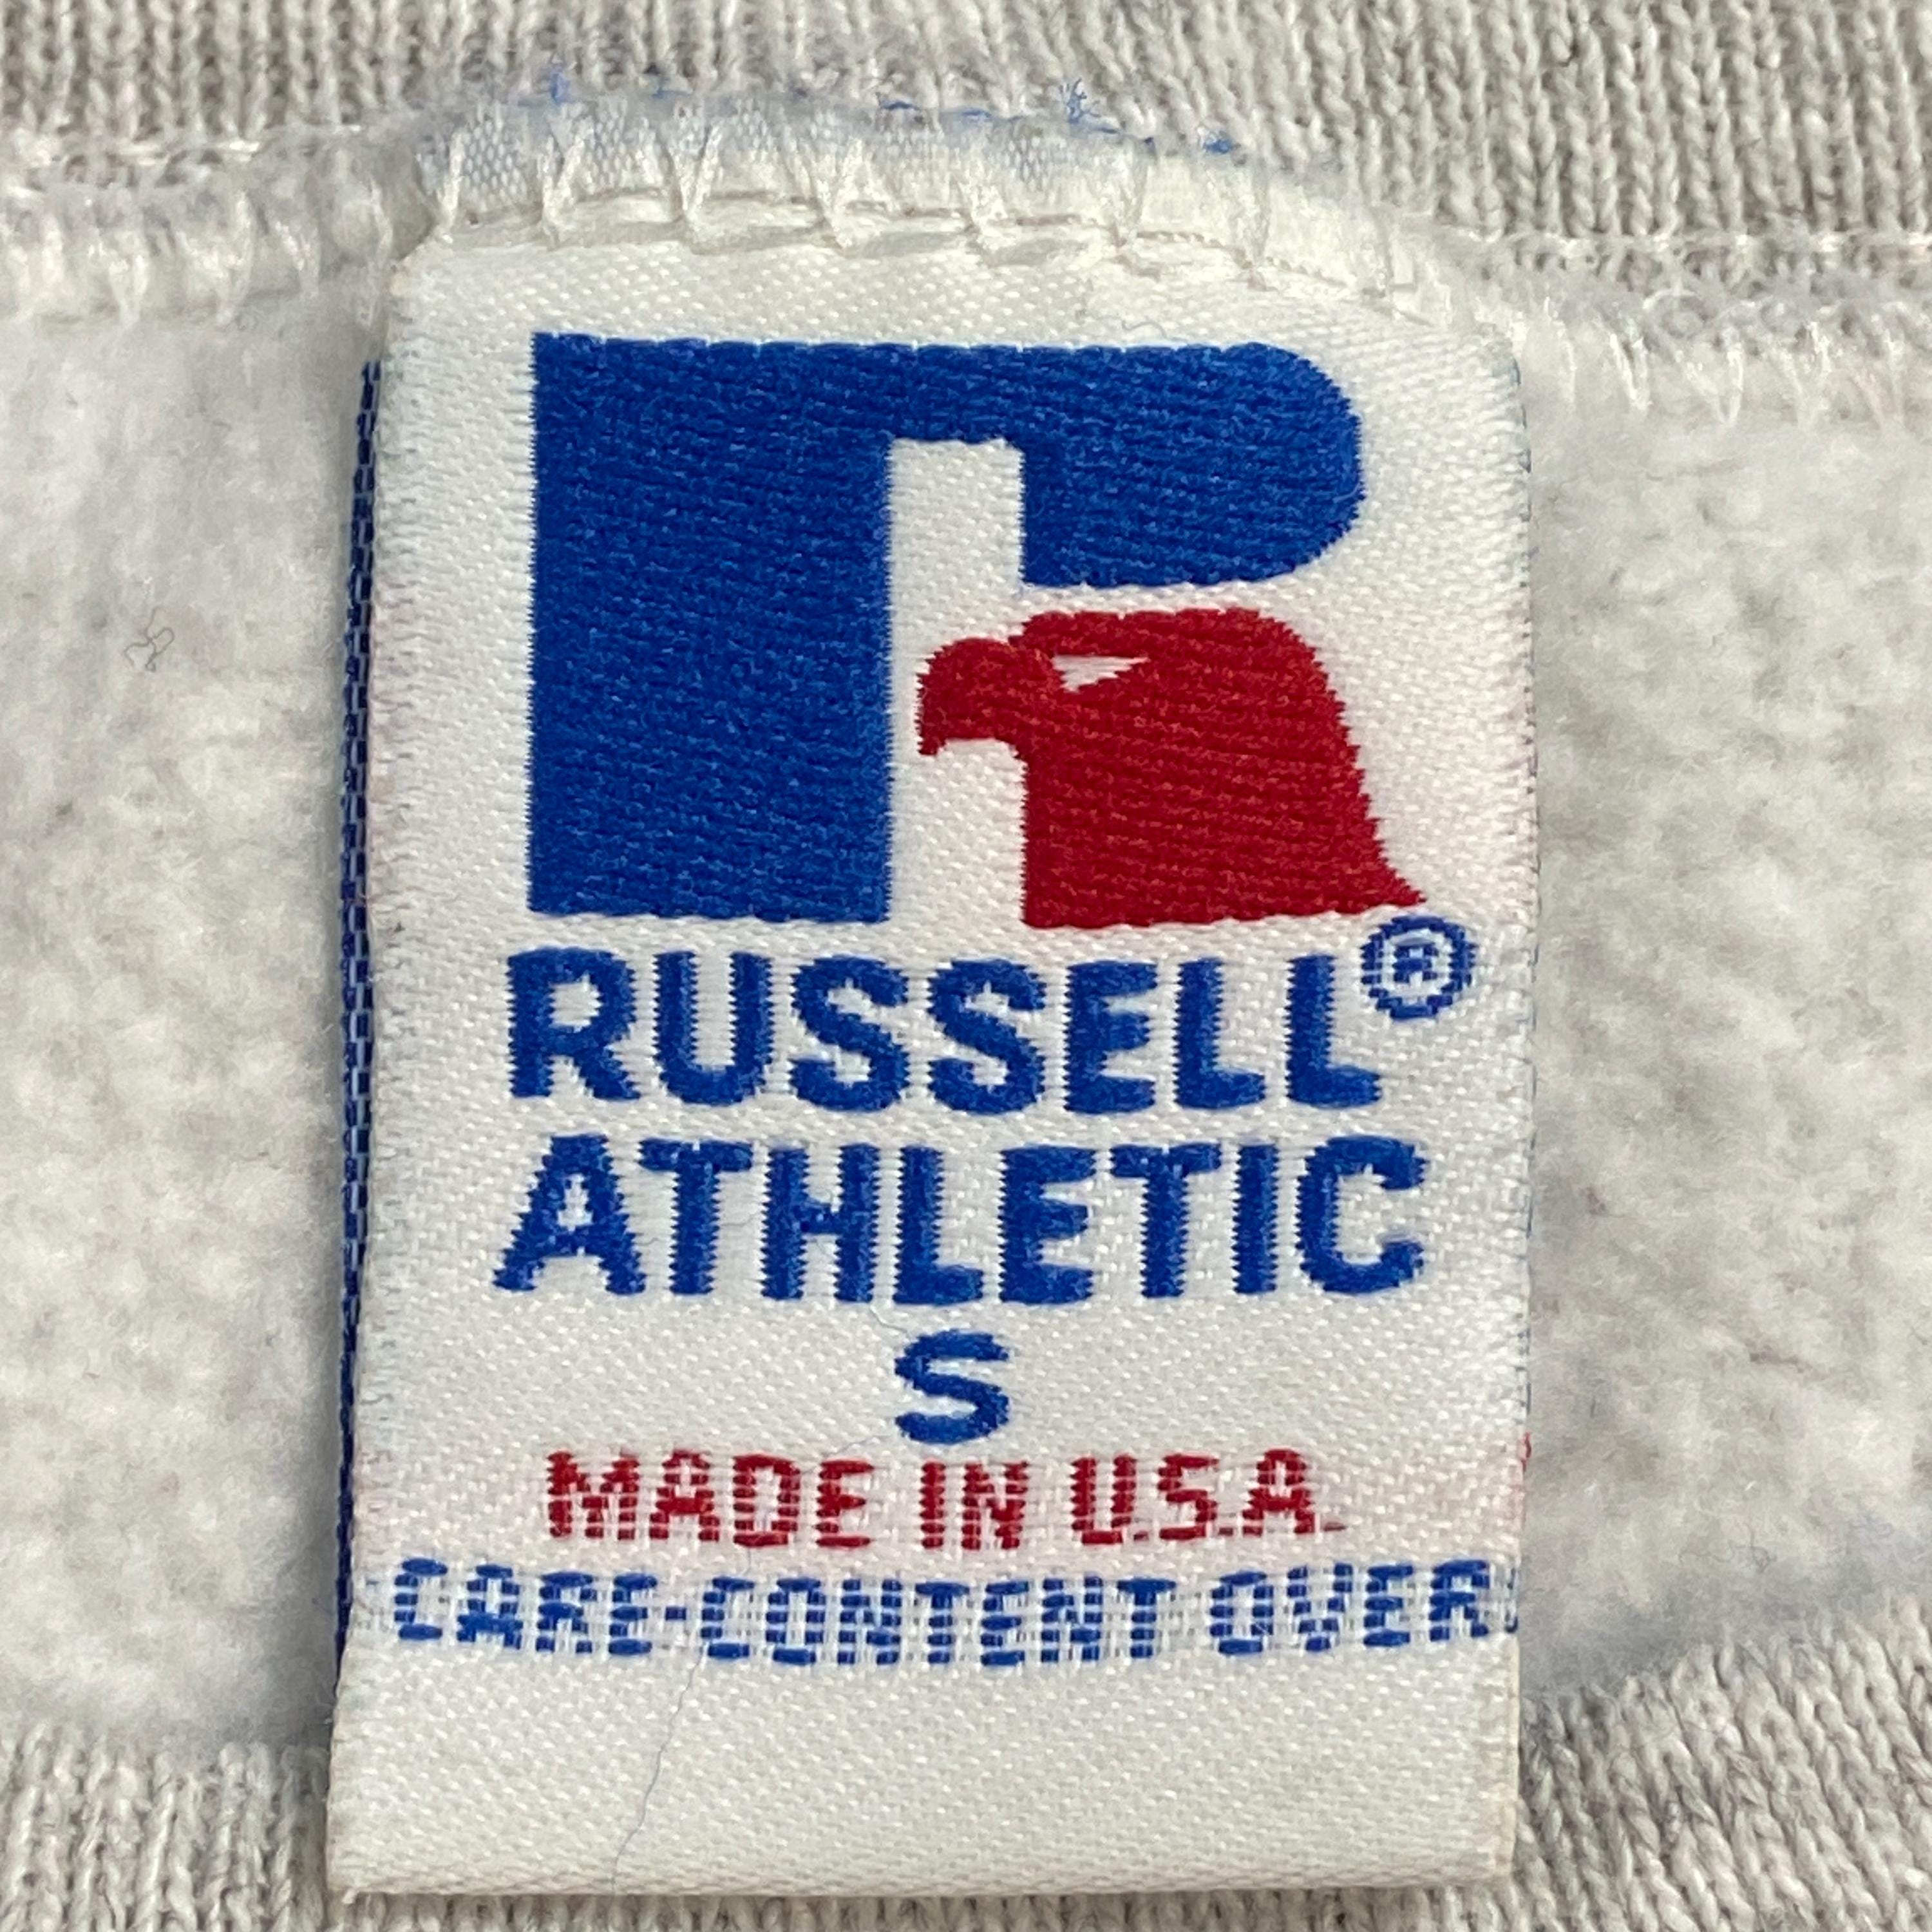 RUSSELL®
ATHLETIC
S
MADE IN U.S.A.
CARE-CONTENT OVER